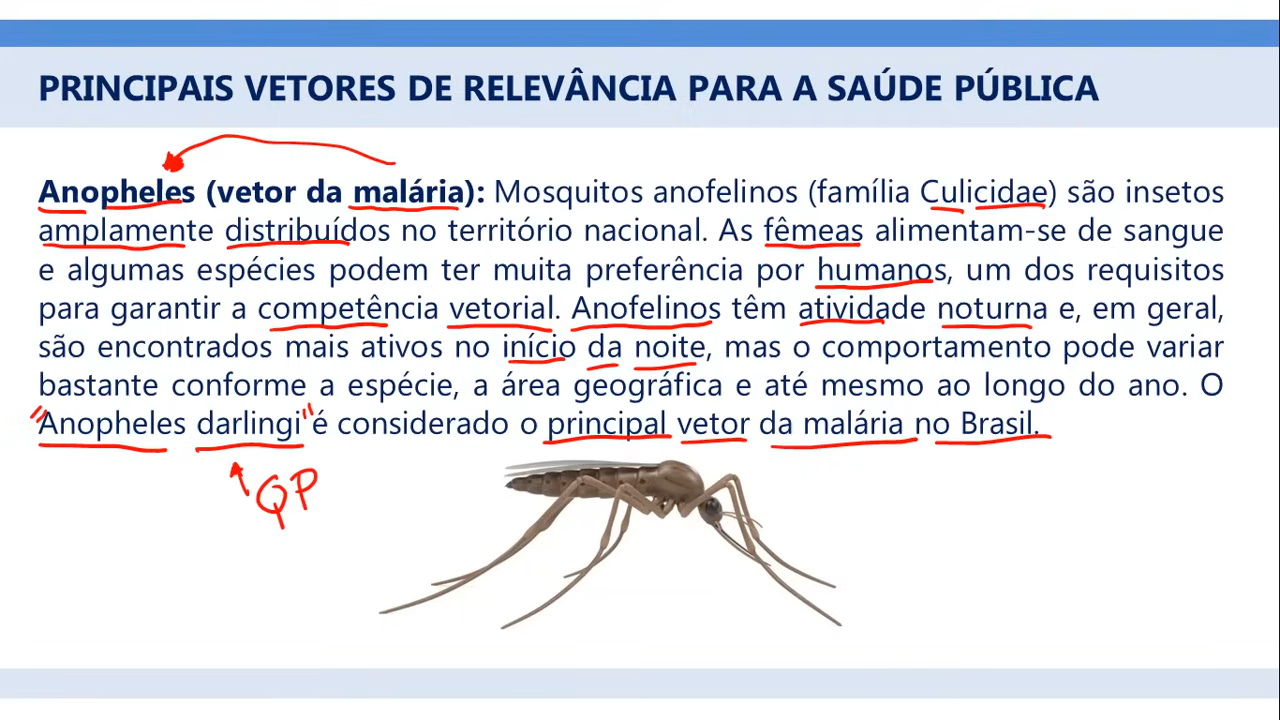 PRINCIPAIS VETORES DE RELEVÂNCIA PARA A SAÚDE PÚBLICA
Anopheles (vetor da malária): Mosquitos anofelinos (família Culicidae) são insetos
amplamente distribuídos no território nacional. As fêmeas alimentam-se de sangue
e algumas espécies podem ter muita preferência por humanos, um dos requisitos
para garantir a competência vetorial. Anofelinos têm atividade noturna e, em geral,
são encontrados mais ativos no início da noite, mas o comportamento pode variar
bastante conforme a espécie, a área geográfica e até mesmo ao longo do ano. O
"Anopheles darlingi" é considerado o principal vetor da malária no Brasil.
QP